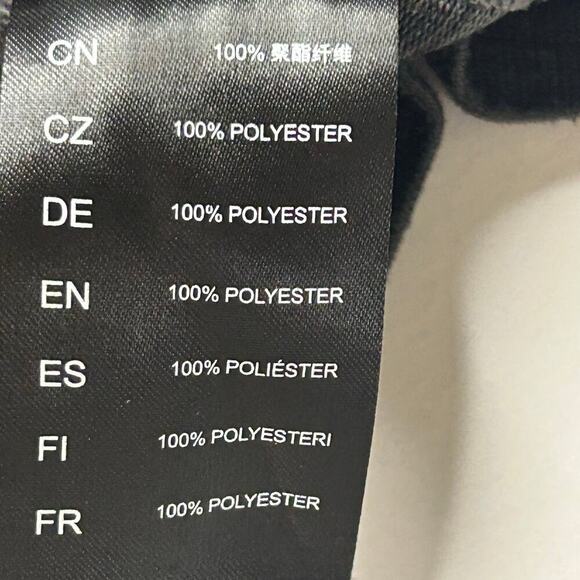 CN 100% 聚酯纤维
CZ 100% POLYESTER
DE 100% POLYESTER
EN 100% POLYESTER
ES 100% POLIÉSTER
FI 100% POLYESTERI
FR 100% POLYESTER